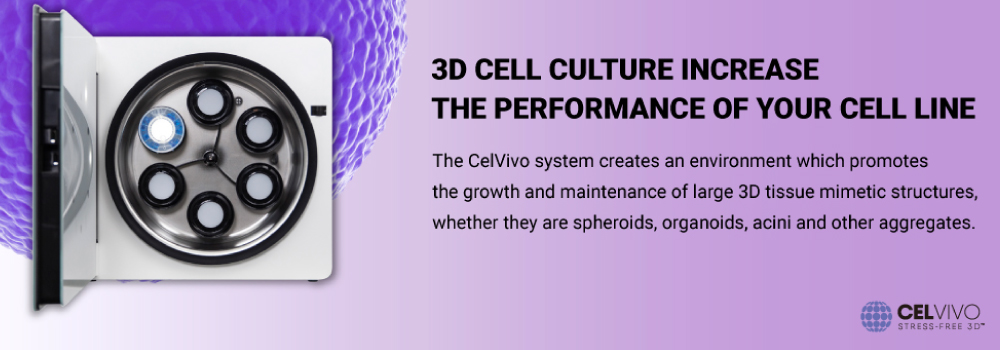 3D CELL CULTURE INCREASE
THE PERFORMANCE OF YOUR CELL LINE
The CelVivo system creates an environment which promotes
the growth and maintenance of large 3D tissue mimetic structures,
whether they are spheroids, organoids, acini and other aggregates.
CELVIVO
STRESS-FREE 3D™